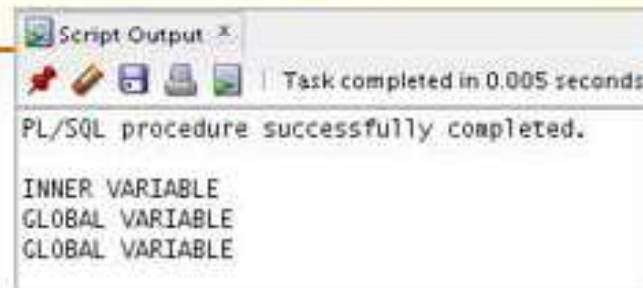 Script Output ×
Task completed in 0.005 seconds
PL/SQL procedure successfully completed.
INNER VARIABLE
GLOBAL VARIABLE
GLOBAL VARIABLE